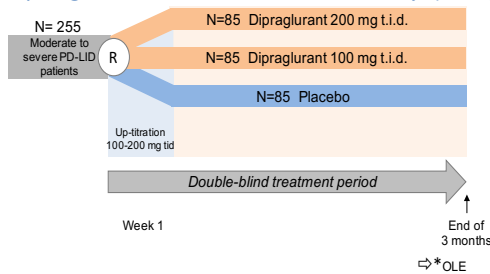 N= 255
Moderate to
severe PD-LID
patients
R
N=85 Dipraglurant 200 mg t.i.d.
N=85 Dipraglurant 100 mg t.i.d.
N=85 Placebo
Up-titration
100-200 mg tid
Double-blind treatment period
Week 1
End of
3 months
⇨*OLE